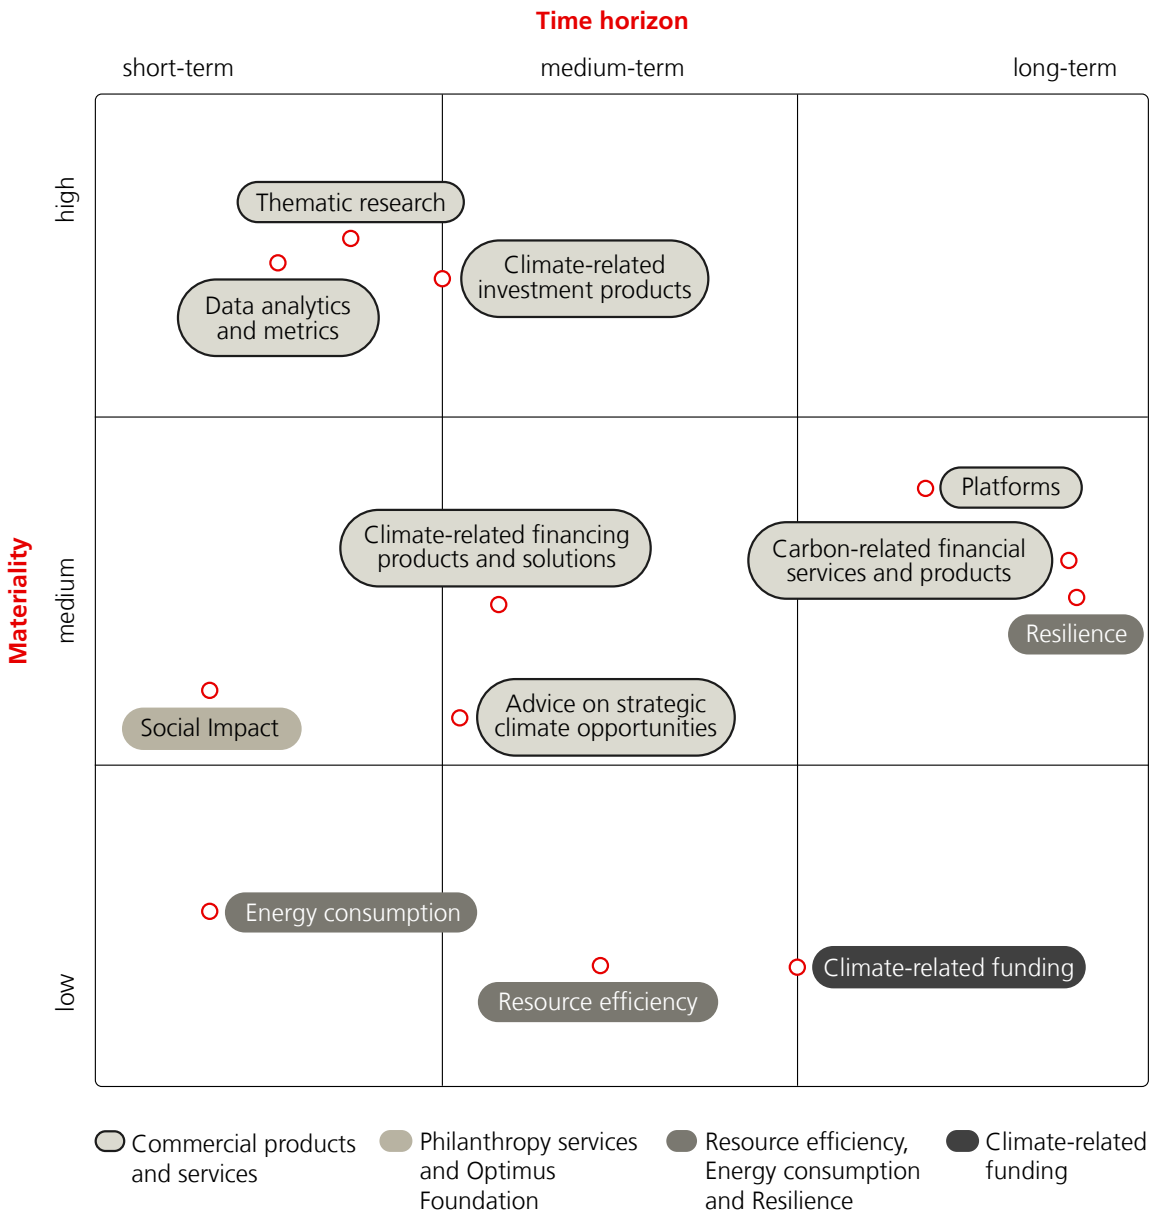 Time horizon
short-term
medium-term
long-term
Materiality
high
Thematic research
Climate-related
investment products
Data analytics
and metrics
medium
Platforms
Climate-related financing
products and solutions
Carbon-related financial
services and products
Resilience
Social Impact
Advice on strategic
climate opportunities
low
Energy consumption
Climate-related funding
Resource efficiency
Commercial products
and services
Philanthropy services
and Optimus
Foundation
Resource efficiency,
Energy consumption
and Resilience
Climate-related
funding